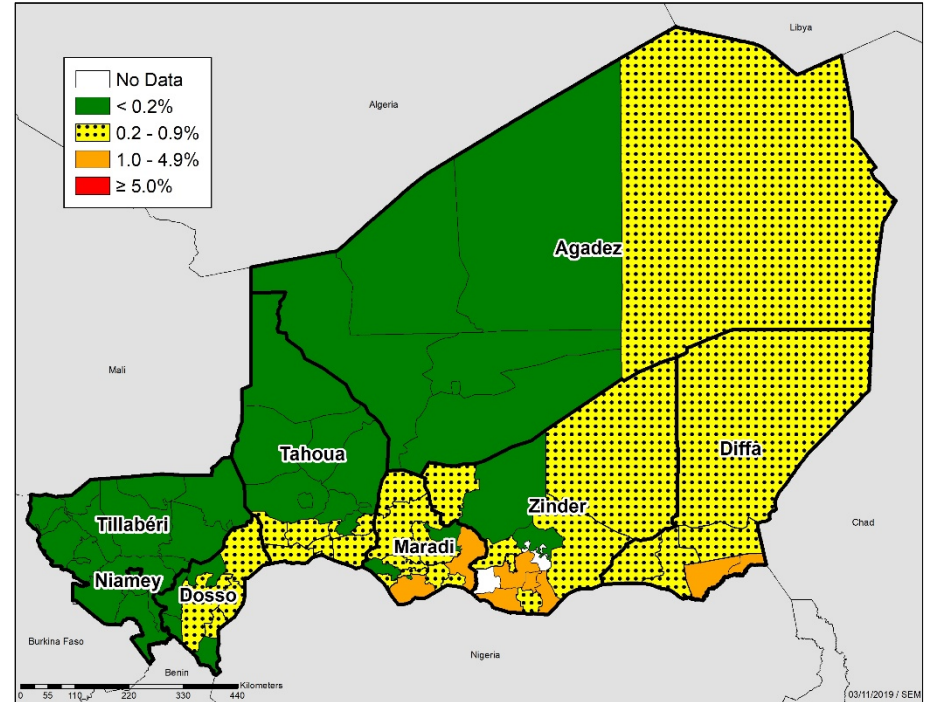 Libya
No Data
< 0.2%
0.2 - 0.9%
1.0 - 4.9%
≥ 5.0%
Algeria
Agadez
Mali
Tahoua
Diffa
Zinder
Tillabéri
Chad
Maradi
Niamey
Dosso
Burkina Faso
Nigeria
Benin
Kilometers
0 55 110 220 330 440
03/11/2019 / SEM